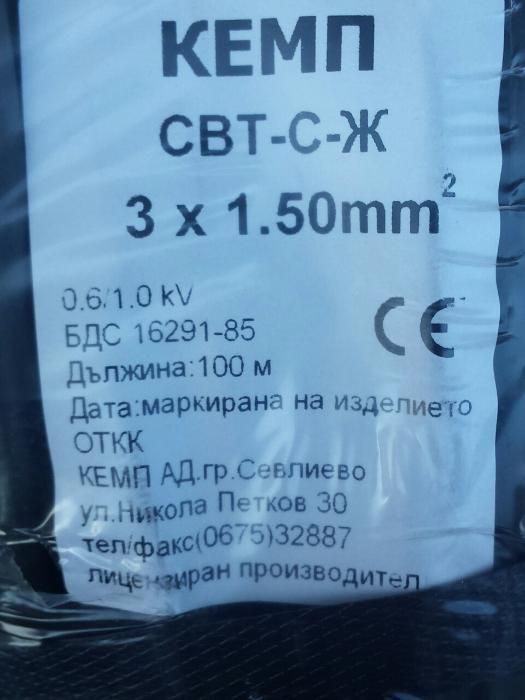 КЕМП
СВТ-С-Ж
3 x 1.50mm²
0.6/1.0 kV
CE
БДС 16291-85
Дължина:100 м
Дата:маркирана на изделието
ОТКК
КЕМП АД.гр.Севлиево
ул.Никола Петков 30
тел/факс(0675)32887
лицензиран производител